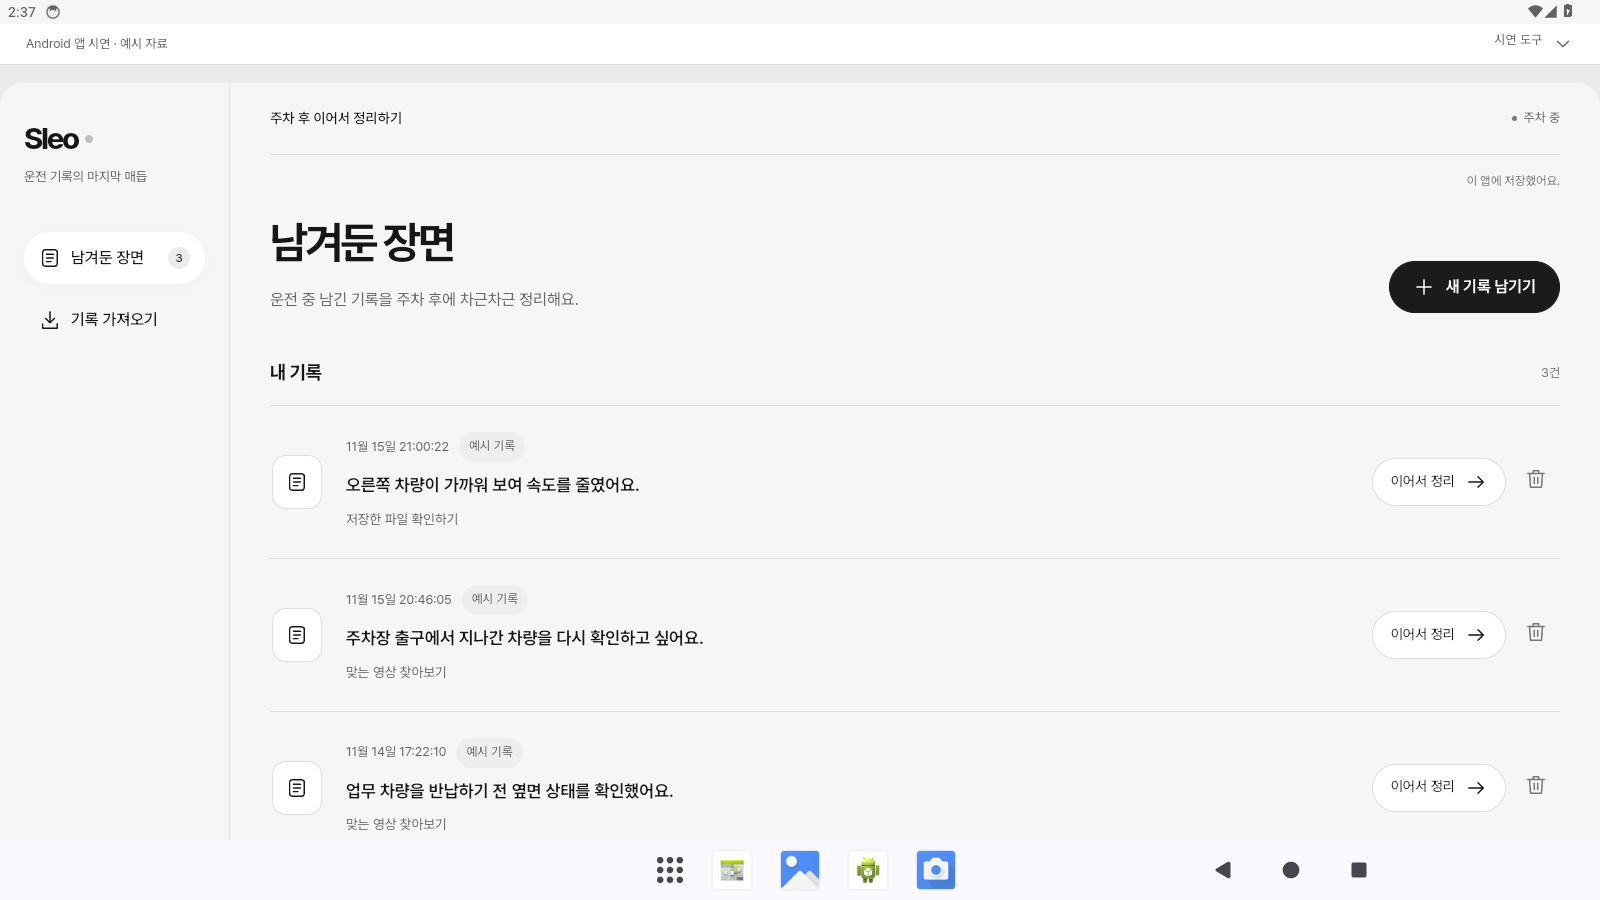 2:37
Android 앱 시연 · 예시 자료
시연 도구
Sleo
운전 기록의 마지막 매듭
남겨둔 장면 3
기록 가져오기
주차 후 이어서 정리하기
주차 중
이 앱에 저장했어요.
남겨둔 장면
운전 중 남긴 기록을 주차 후에 차근차근 정리해요.
새 기록 남기기
내 기록
3건
11월 15일 21:00:22 예시 기록
오른쪽 차량이 가까워 보여 속도를 줄였어요.
저장한 파일 확인하기
이어서 정리
11월 15일 20:46:05 예시 기록
주차장 출구에서 지나간 차량을 다시 확인하고 싶어요.
맞는 영상 찾아보기
이어서 정리
11월 14일 17:22:10 예시 기록
업무 차량을 반납하기 전 옆면 상태를 확인했어요.
맞는 영상 찾아보기
이어서 정리